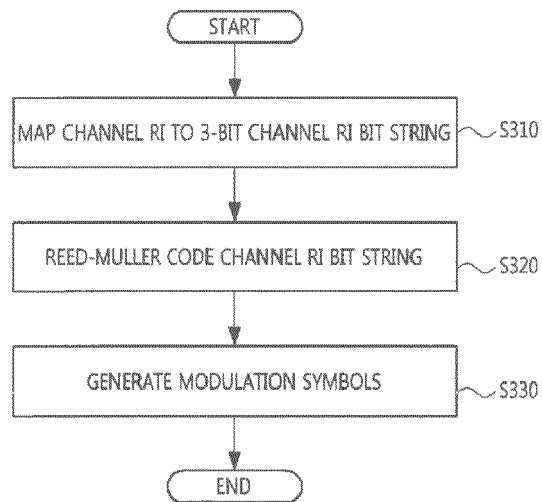 START
MAP CHANNEL RI TO 3-BIT CHANNEL RI BIT STRING
S310
REED-MULLER CODE CHANNEL RI BIT STRING
S320
GENERATE MODULATION SYMBOLS
S330
END